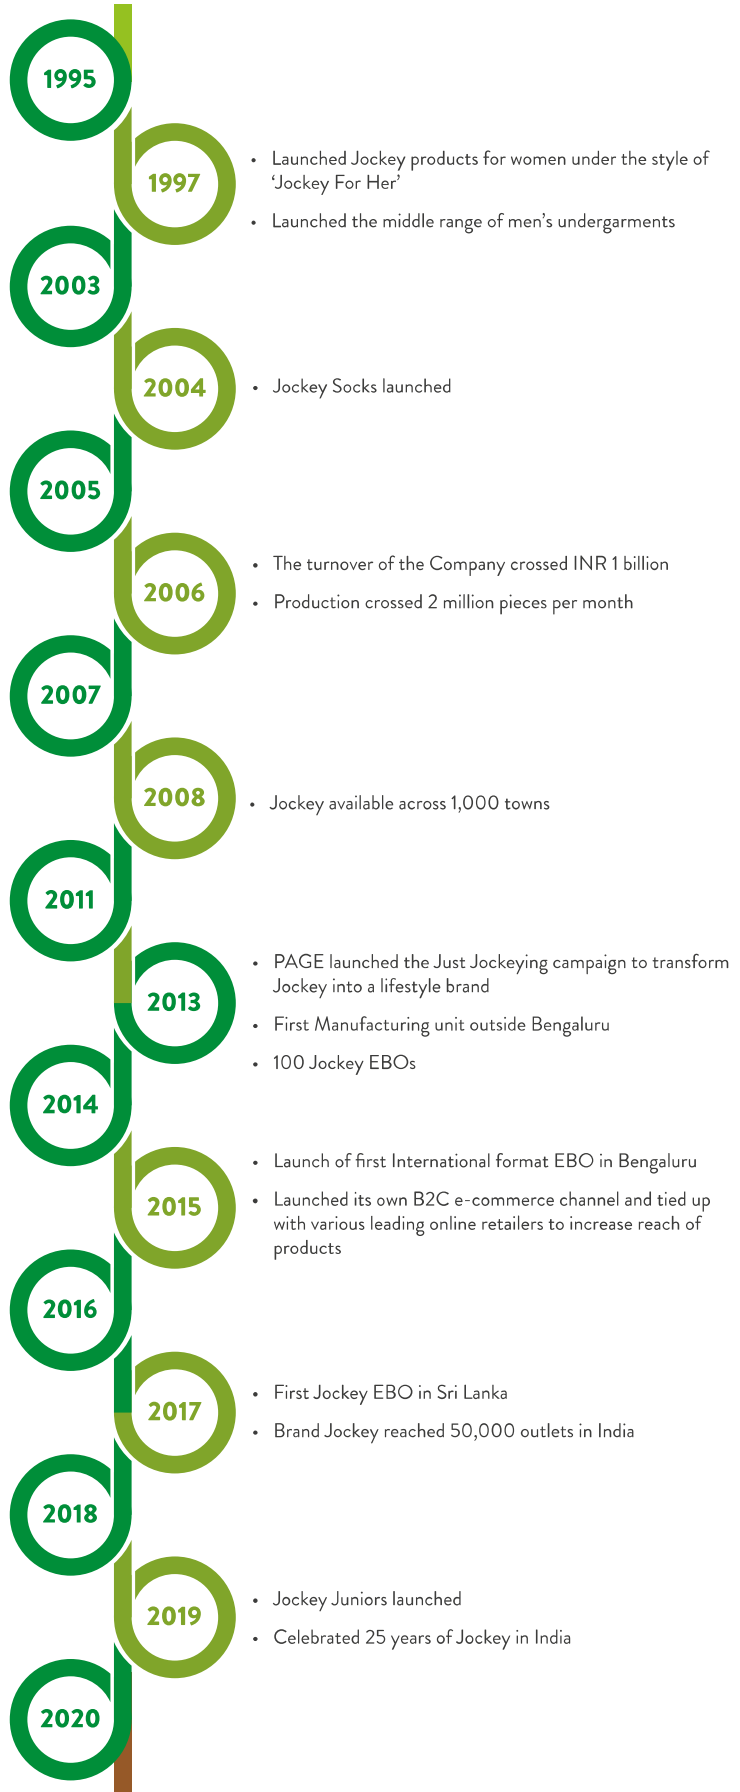 1995
1997
• Launched Jockey products for women under the style of
‘Jockey For Her’
• Launched the middle range of men’s undergarments
2003
2004
• Jockey Socks launched
2005
2006
• The turnover of the Company crossed INR 1 billion
• Production crossed 2 million pieces per month
2007
2008
• Jockey available across 1,000 towns
2011
2013
• PAGE launched the Just Jockeying campaign to transform
Jockey into a lifestyle brand
• First Manufacturing unit outside Bengaluru
• 100 Jockey EBOs
2014
2015
• Launch of first International format EBO in Bengaluru
• Launched its own B2C e-commerce channel and tied up
with various leading online retailers to increase reach of
products
2016
2017
• First Jockey EBO in Sri Lanka
• Brand Jockey reached 50,000 outlets in India
2018
2019
• Jockey Juniors launched
• Celebrated 25 years of Jockey in India
2020